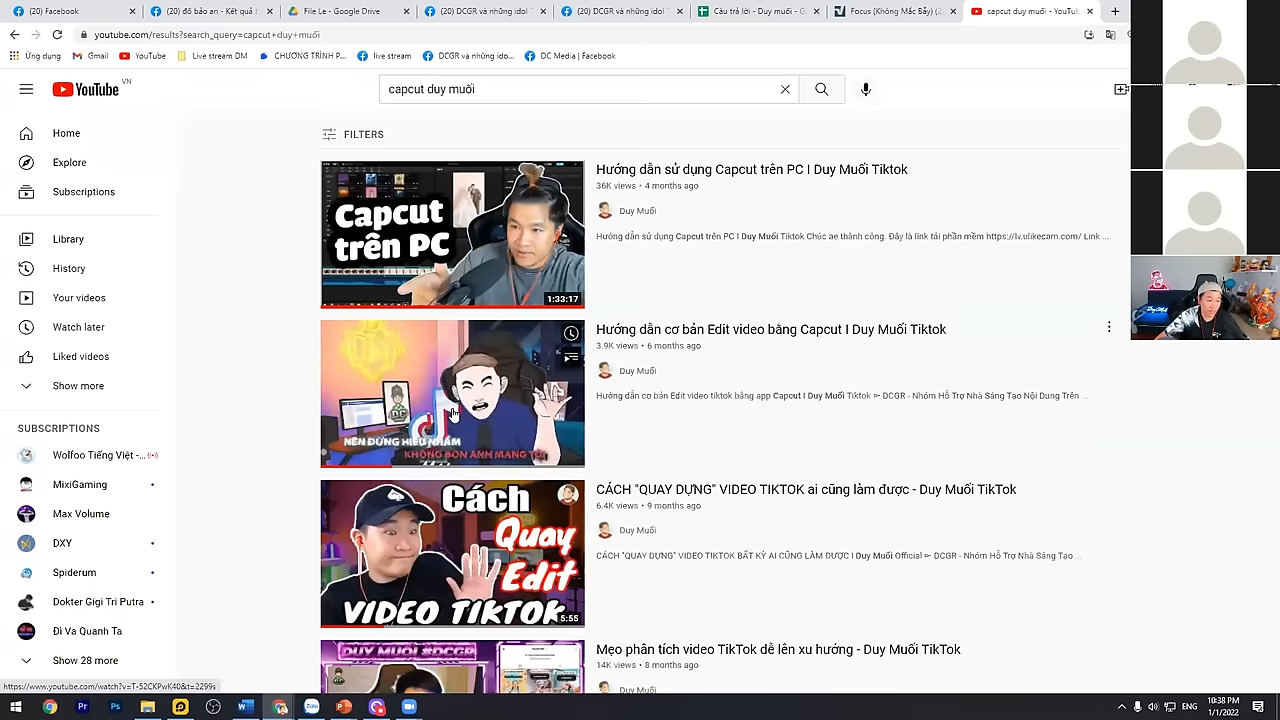 (20) Facebook
(20) đồ bảo an - Kết quả t
File Le - Google Drive
(20) DCGR và những idol T
(20) DCGR và những idol T
Câu trả lời - Duy muối - G
Focus (Không Mắc Bẫy) (Z
capcut duy muối - YouTub
youtube.com/results?search_query=capcut+duy+muối
Ứng dụng
Gmail
YouTube
Live stream DM
CHƯƠNG TRÌNH P...
live stream
DCGR và những ido...
DC Media | Facebook
YouTube VN
capcut duy muối
Home
Explore
Subscriptions
Library
History
Your videos
Watch later
Liked videos
Show more
SUBSCRIPTIONS
Wolfoo Tiếng Việt -...
MixiGaming
Max Volume
DXY
Spiderum
Dokter Gigi Tri Putra
Đi Và Quanh Ta
Show 28 more
FILTERS
Capcut
trên PC
1:33:17
Hướng dẫn sử dụng Capcut trên PC I Duy Muối Tiktok
36K views • 4 months ago
Duy Muối
Hướng dẫn sử dụng Capcut trên PC I Duy Muối Tiktok Chúc ae thành công. Đây là link tải phần mềm https://lv.ulikecam.com/ Link ...
NÊN ĐỪNG HIỂU NHẦM
Hướng dẫn cơ bản Edit video bằng Capcut I Duy Muối Tiktok
3.9K views • 6 months ago
Duy Muối
Hướng dẫn cơ bản Edit video tiktok bằng app Capcut I Duy Muối Tiktok ► DCGR - Nhóm Hỗ Trợ Nhà Sáng Tạo Nội Dung Trên ...
Cách
Quay
Edit
VIDEO TIKTOK
5:55
CÁCH "QUAY DỰNG" VIDEO TIKTOK ai cũng làm được - Duy Muối TikTok
6.4K views • 9 months ago
Duy Muối
CÁCH "QUAY DỰNG" VIDEO TIKTOK BẤT KỲ AI CŨNG LÀM ĐƯỢC I Duy Muối Official ► DCGR - Nhóm Hỗ Trợ Nhà Sáng Tạo ...
DUY MUỐI #DCGR
Mẹo phân tích video TikTok dễ lên xu hướng - Duy Muối TikTok
14K views • 8 months ago
Duy Muối
ENG
10:38 PM
1/1/2022